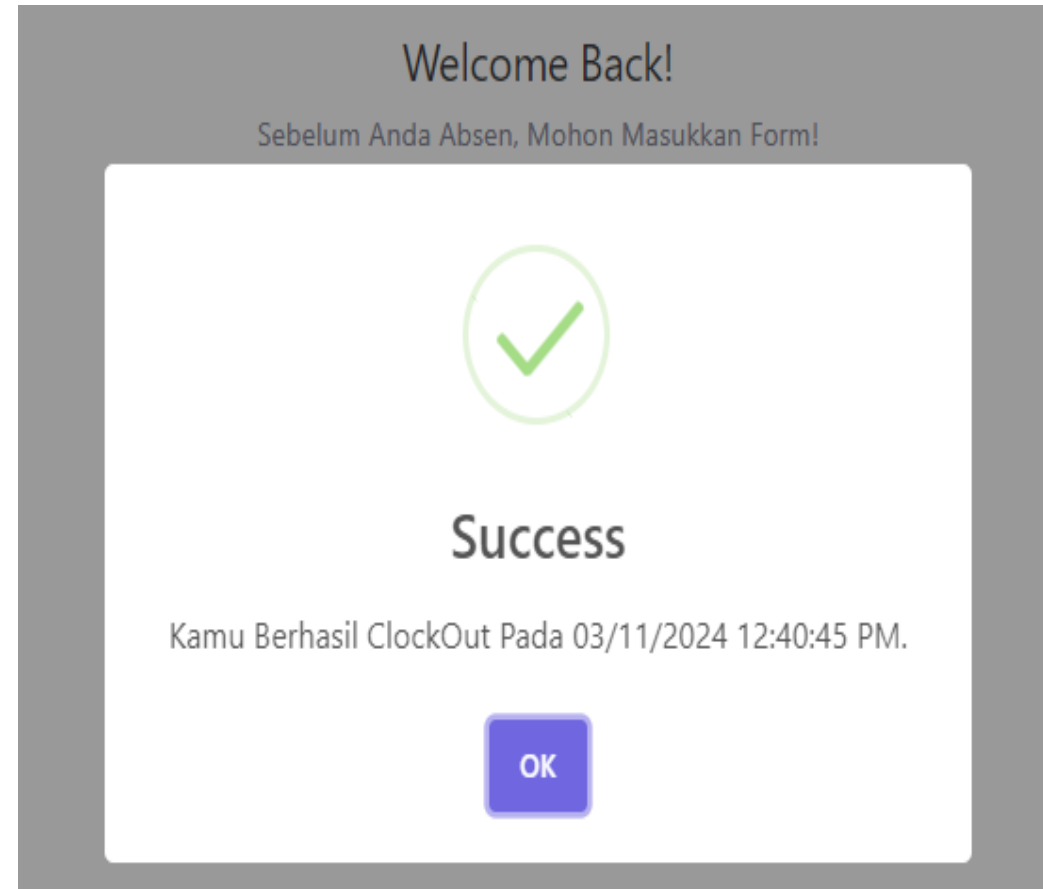 Welcome Back!
Sebelum Anda Absen, Mohon Masukkan Form!
Success
Kamu Berhasil ClockOut Pada 03/11/2024 12:40:45 PM.
OK